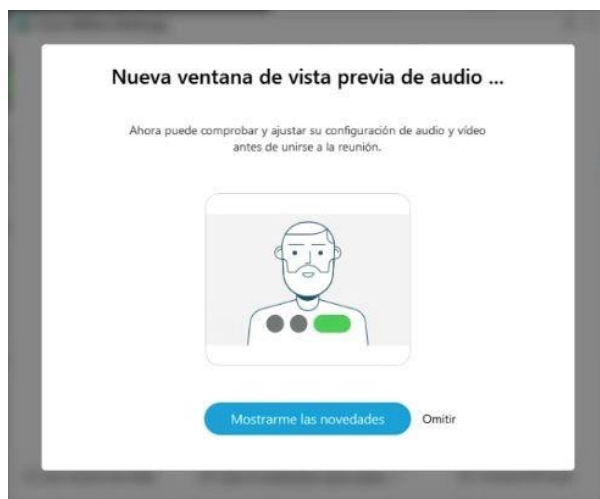 Nueva ventana de vista previa de audio ...
Ahora puede comprobar y ajustar su configuración de audio y vídeo
antes de unirse a la reunión.
Mostrarme las novedades
Omitir